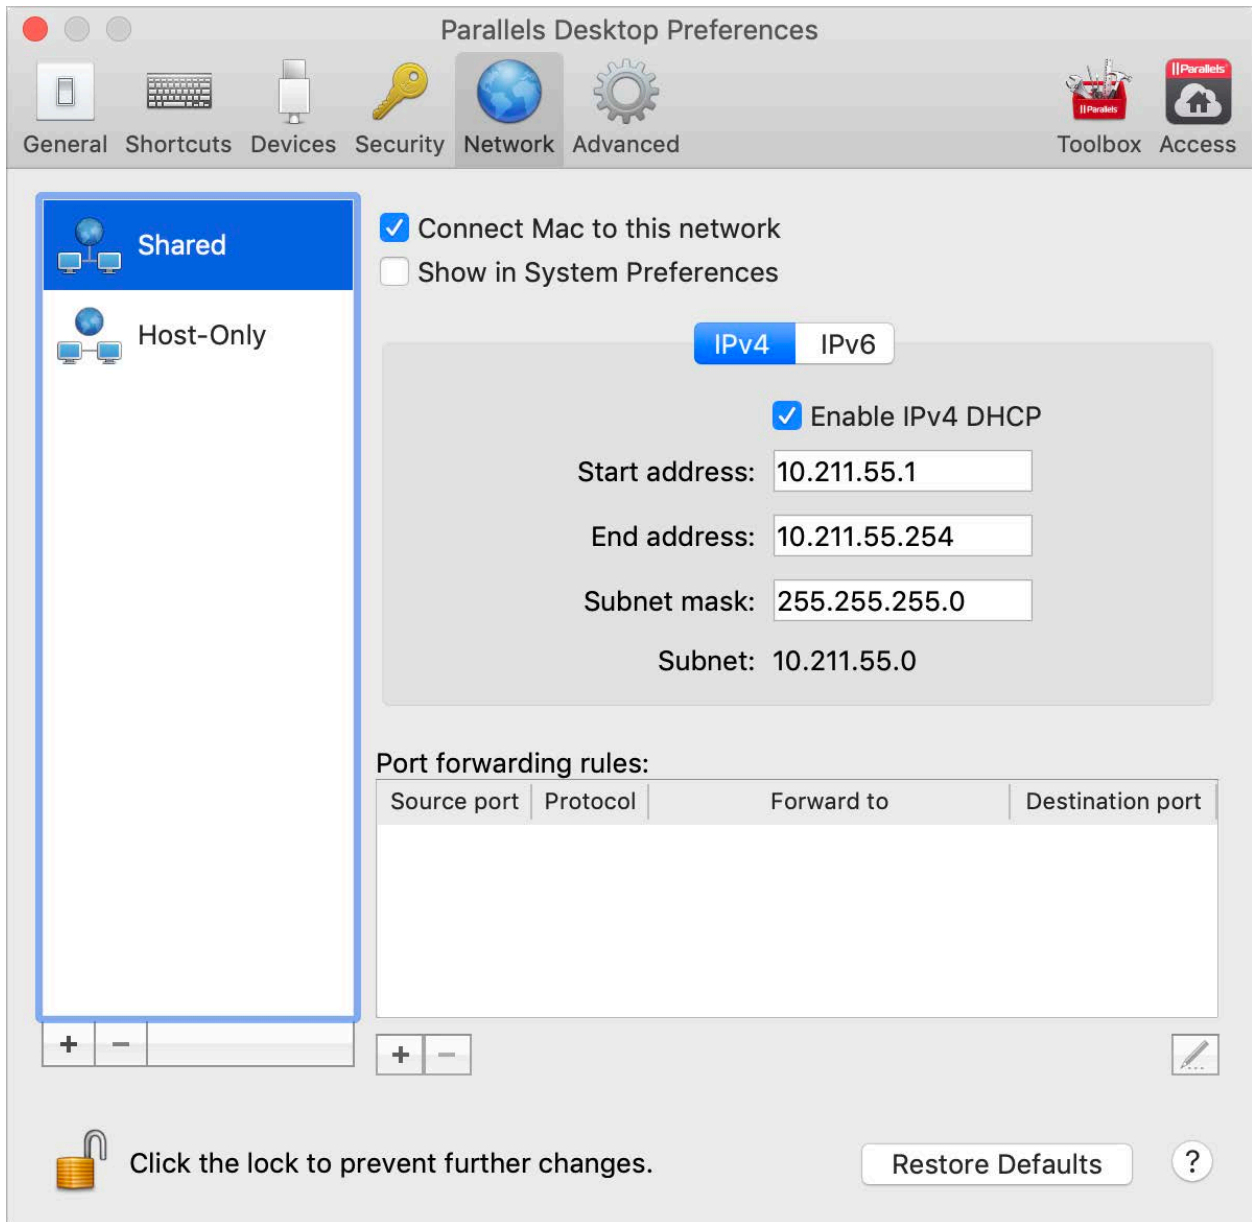 Parallels Desktop Preferences
|| Parallels
|| Parallels®
General Shortcuts Devices Security Network Advanced Toolbox Access
Shared
Host-Only
Connect Mac to this network
Show in System Preferences
IPv4 IPv6
Enable IPv4 DHCP
Start address: 10.211.55.1
End address: 10.211.55.254
Subnet mask: 255.255.255.0
Subnet: 10.211.55.0
Port forwarding rules:
Source port Protocol Forward to Destination port
+ −
+ −
Click the lock to prevent further changes.
Restore Defaults ?